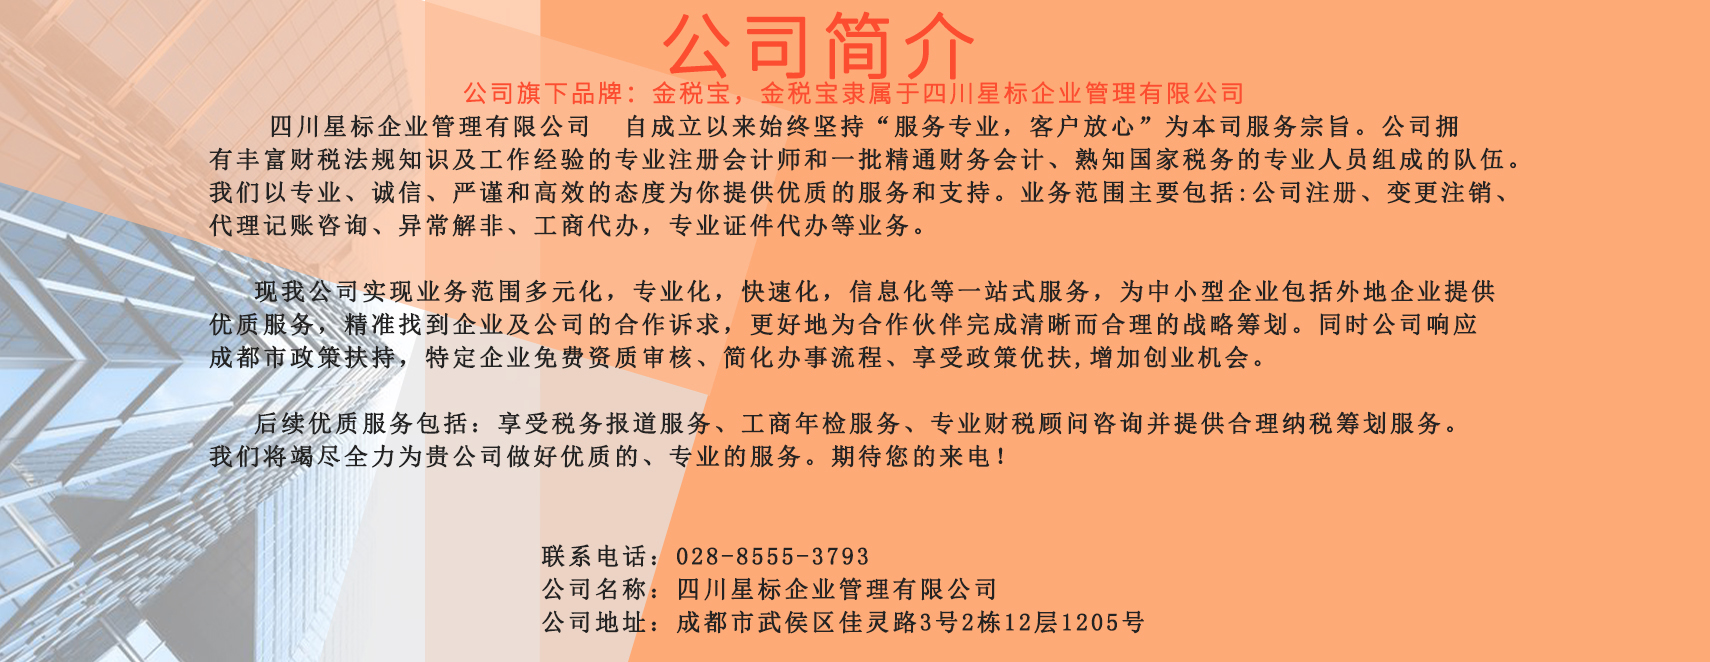 公司简介
公司旗下品牌：金税宝，金税宝隶属于四川星标企业管理有限公司
四川星标企业管理有限公司 自成立以来始终坚持“服务专业，客户放心”为本司服务宗旨。公司拥
有丰富财税法规知识及工作经验的专业注册会计师和一批精通财务会计、熟知国家税务的专业人员组成的队伍。
我们以专业、诚信、严谨和高效的态度为你提供优质的服务和支持。业务范围主要包括:公司注册、变更注销、
代理记账咨询、异常解非、工商代办，专业证件代办等业务。
现我公司实现业务范围多元化，专业化，快速化，信息化等一站式服务，为中小型企业包括外地企业提供
优质服务，精准找到企业及公司的合作诉求，更好地为合作伙伴完成清晰而合理的战略筹划。同时公司响应
成都市政策扶持，特定企业免费资质审核、简化办事流程、享受政策优扶,增加创业机会。
后续优质服务包括：享受税务报道服务、工商年检服务、专业财税顾问咨询并提供合理纳税筹划服务。
我们将竭尽全力为贵公司做好优质的、专业的服务。期待您的来电！
联系电话：028-8555-3793
公司名称：四川星标企业管理有限公司
公司地址：成都市武侯区佳灵路3号2栋12层1205号